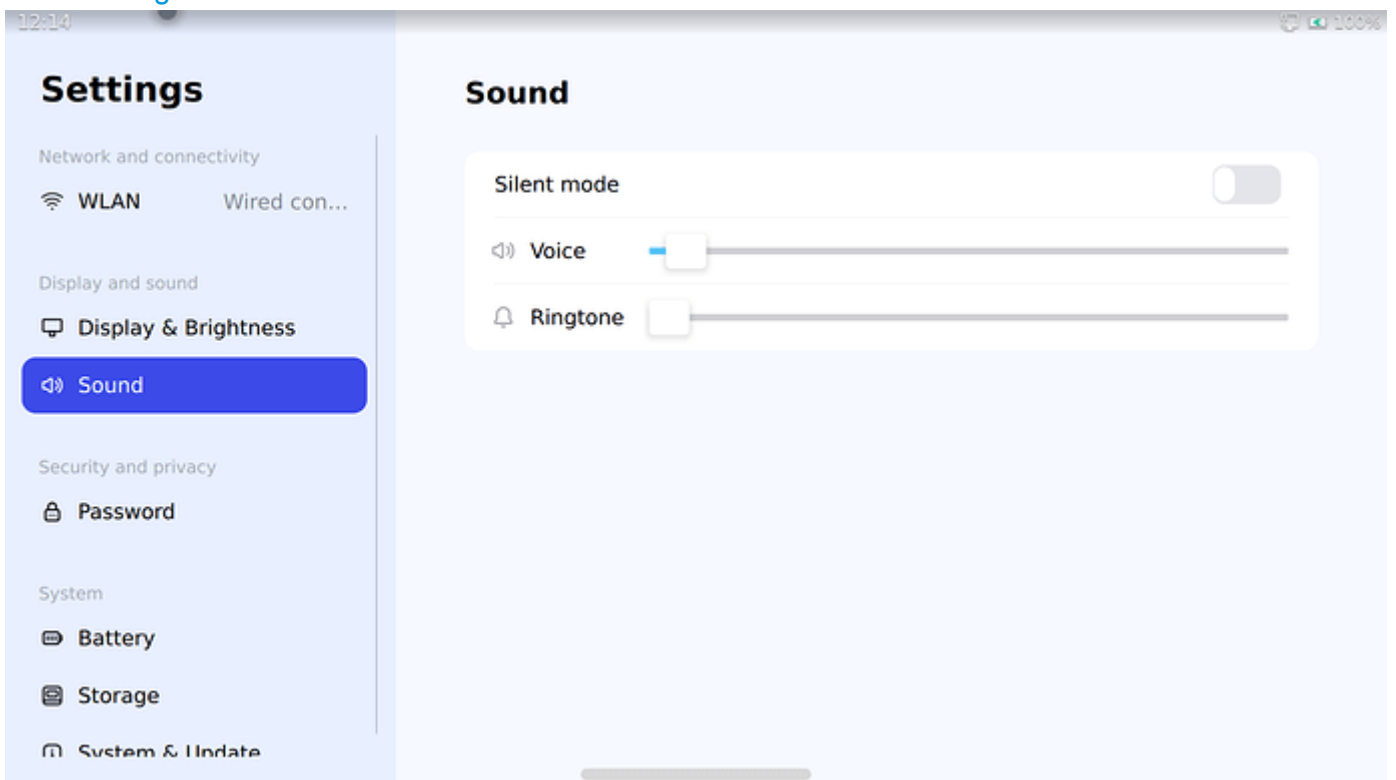 12:14
100%
Settings
Network and connectivity
WLAN Wired con...
Display and sound
Display & Brightness
Sound
Security and privacy
Password
System
Battery
Storage
System & Update
Sound
Silent mode
Voice
Ringtone